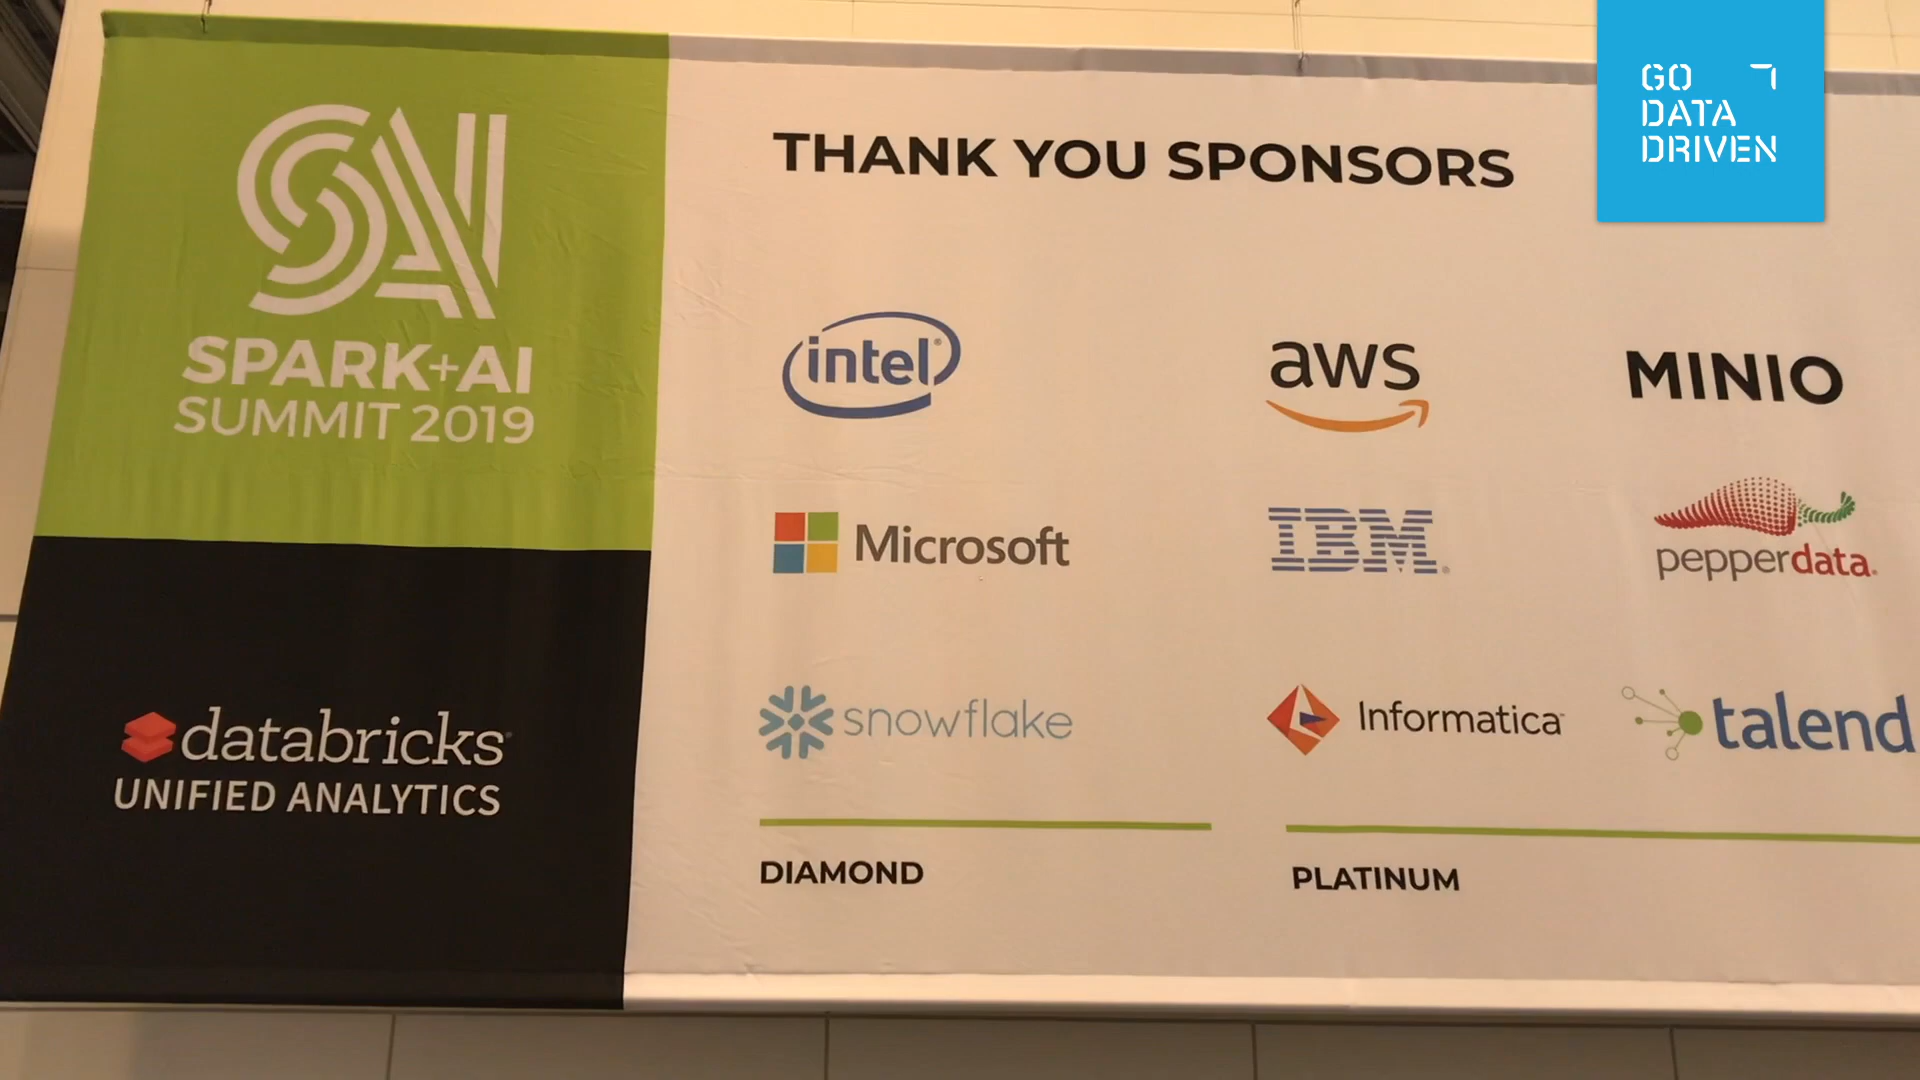 GO
DATA
DRIVEN
SAI
SPARK+AI
SUMMIT 2019
databricks
UNIFIED ANALYTICS
THANK YOU SPONSORS
intel®
aws
MINIO
Microsoft
IBM®
pepperdata®
snowflake
Informatica
talend
DIAMOND
PLATINUM